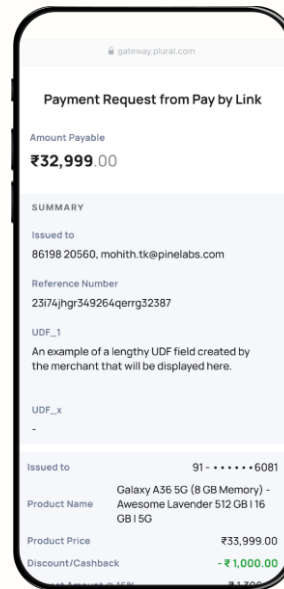 gateway.plural.com
Payment Request from Pay by Link
Amount Payable
₹32,999.00
SUMMARY
Issued to
86198 20560, mohith.tk@pinelabs.com
Reference Number
23i74jhgr349264qerrg32387
UDF_1
An example of a lengthy UDF field created by
the merchant that will be displayed here.
UDF_x
-
Issued to 91 - • • • • • • 6081
Product Name Galaxy A36 5G (8 GB Memory) -
Awesome Lavender 512 GB | 16
GB | 5G
Product Price ₹33,999.00
Discount/Cashback - ₹ 1,000.00